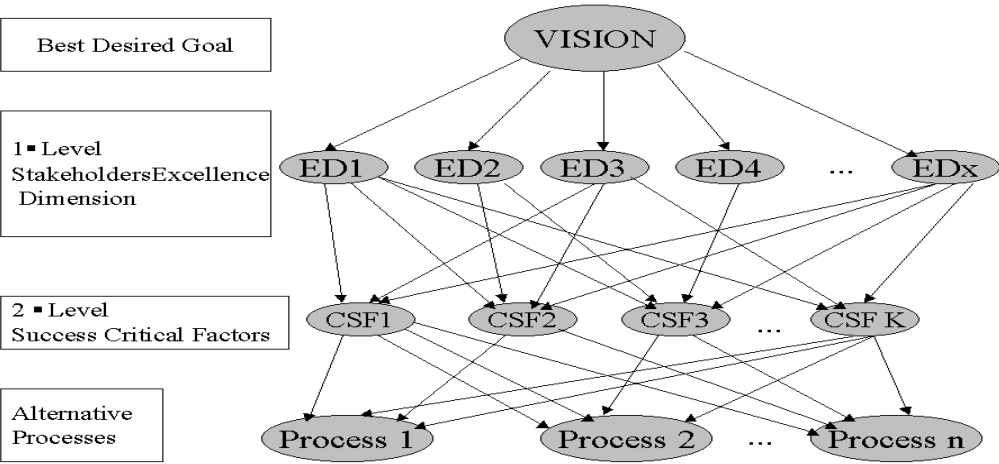 Best Desired Goal
VISION
1▪Level
StakeholdersExcellence
Dimension
ED1 ED2 ED3 ED4 ... EDx
2▪Level
Success Critical Factors
CSF1 CSF2 CSF3 ... CSF K
Alternative
Processes
Process 1 Process 2 ... Process n